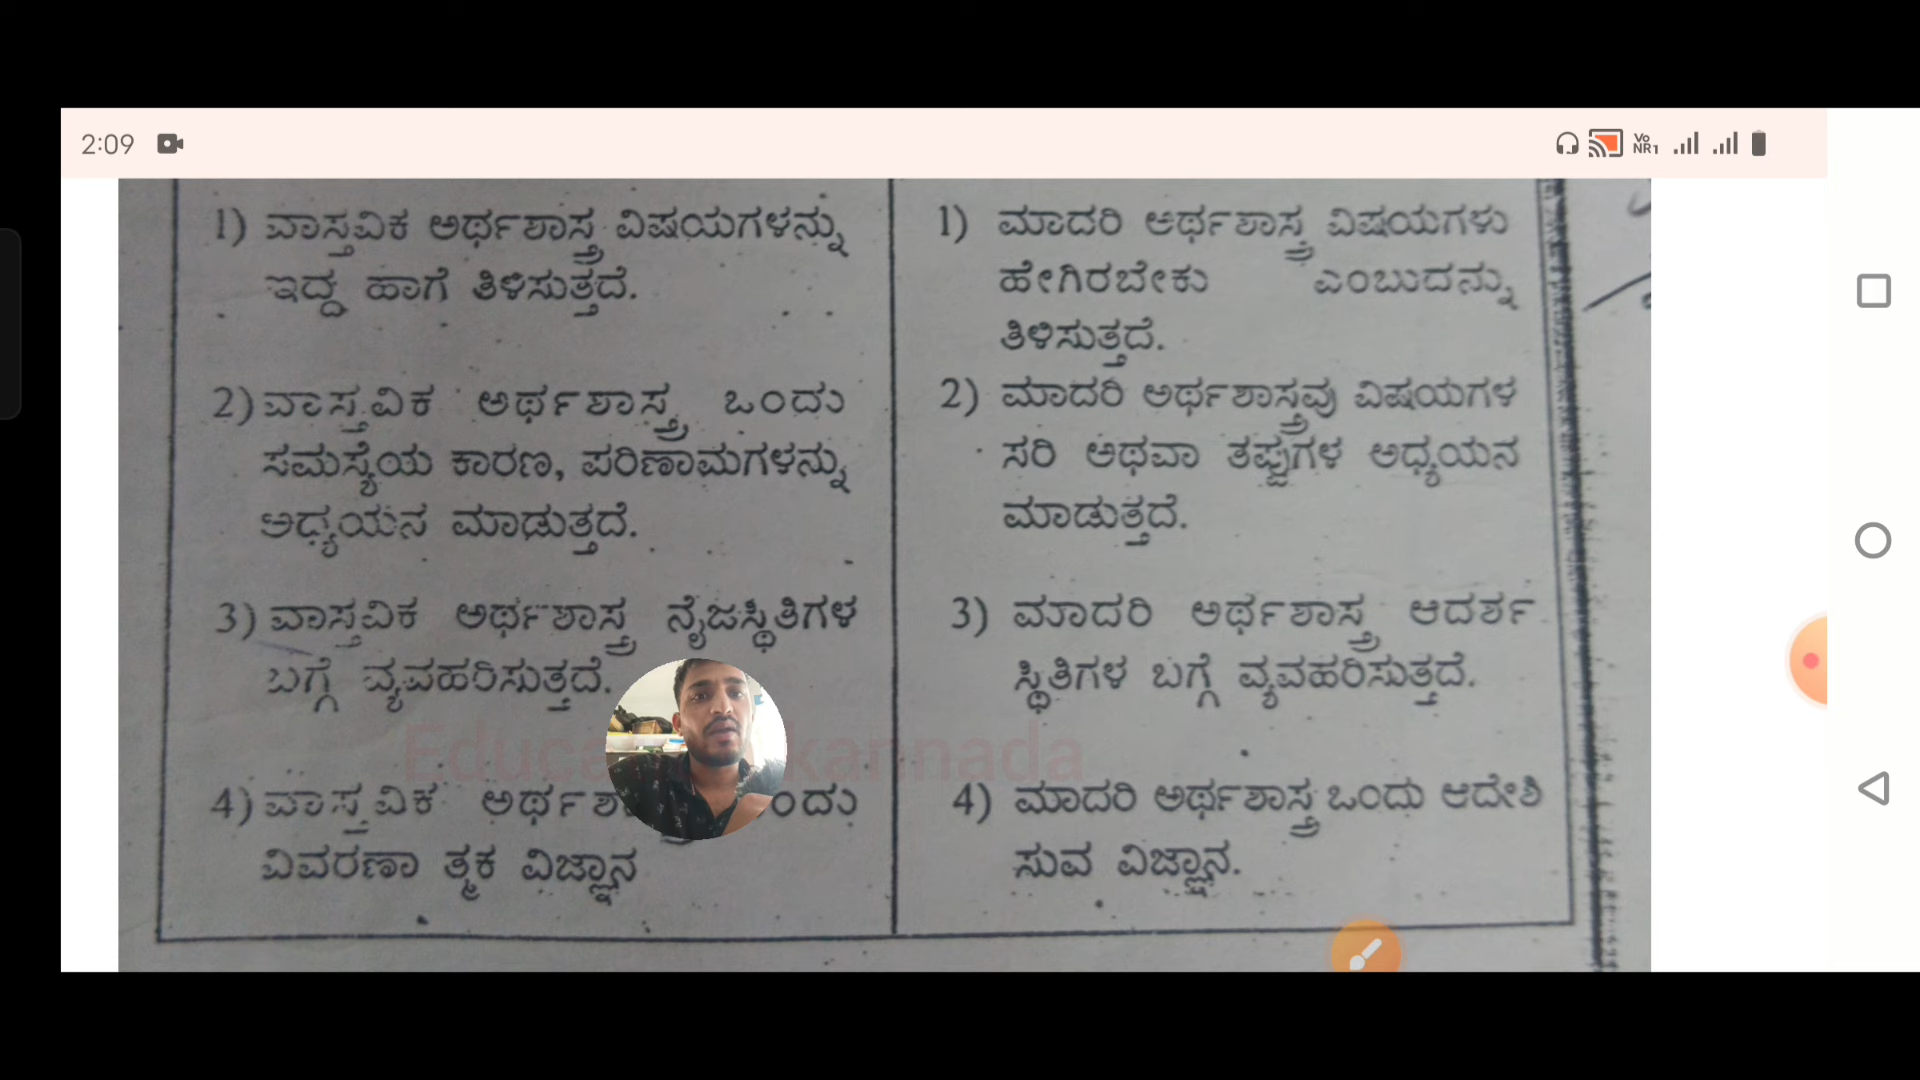 2:09
Vo
NR1
1) ವಾಸ್ತವಿಕ ಅರ್ಥಶಾಸ್ತ್ರ ವಿಷಯಗಳನ್ನು
ಇದ್ದ ಹಾಗೆ ತಿಳಿಸುತ್ತದೆ.
2) ವಾಸ್ತವಿಕ ಅರ್ಥಶಾಸ್ತ್ರ ಒಂದು
ಸಮಸ್ಯೆಯ ಕಾರಣ, ಪರಿಣಾಮಗಳನ್ನು
ಅಧ್ಯಯನ ಮಾಡುತ್ತದೆ.
3) ವಾಸ್ತವಿಕ ಅರ್ಥಶಾಸ್ತ್ರ ನೈಜಸ್ಥಿತಿಗಳ
ಬಗ್ಗೆ ವ್ಯವಹರಿಸುತ್ತದೆ.
4) ವಾಸ್ತವಿಕ
ವಿವರಣಾ ತ್ಮಕ ವಿಜ್ಞಾನ
1) ಮಾದರಿ ಅರ್ಥಶಾಸ್ತ್ರ ವಿಷಯಗಳು
ಹೇಗಿರಬೇಕು ಎಂಬುದನ್ನು
ತಿಳಿಸುತ್ತದೆ.
2) ಮಾದರಿ ಅರ್ಥಶಾಸ್ತ್ರವು ವಿಷಯಗಳ
ಸರಿ ಅಥವಾ ತಪ್ಪುಗಳ ಅಧ್ಯಯನ
ಮಾಡುತ್ತದೆ.
3) ಮಾದರಿ ಅರ್ಥಶಾಸ್ತ್ರ ಆದರ್ಶ
ಸ್ಥಿತಿಗಳ ಬಗ್ಗೆ ವ್ಯವಹರಿಸುತ್ತದೆ.
4) ಮಾದರಿ ಅರ್ಥಶಾಸ್ತ್ರ ಒಂದು ಆದೇಶಿ
ಸುವ ವಿಜ್ಞಾನ.
kannada